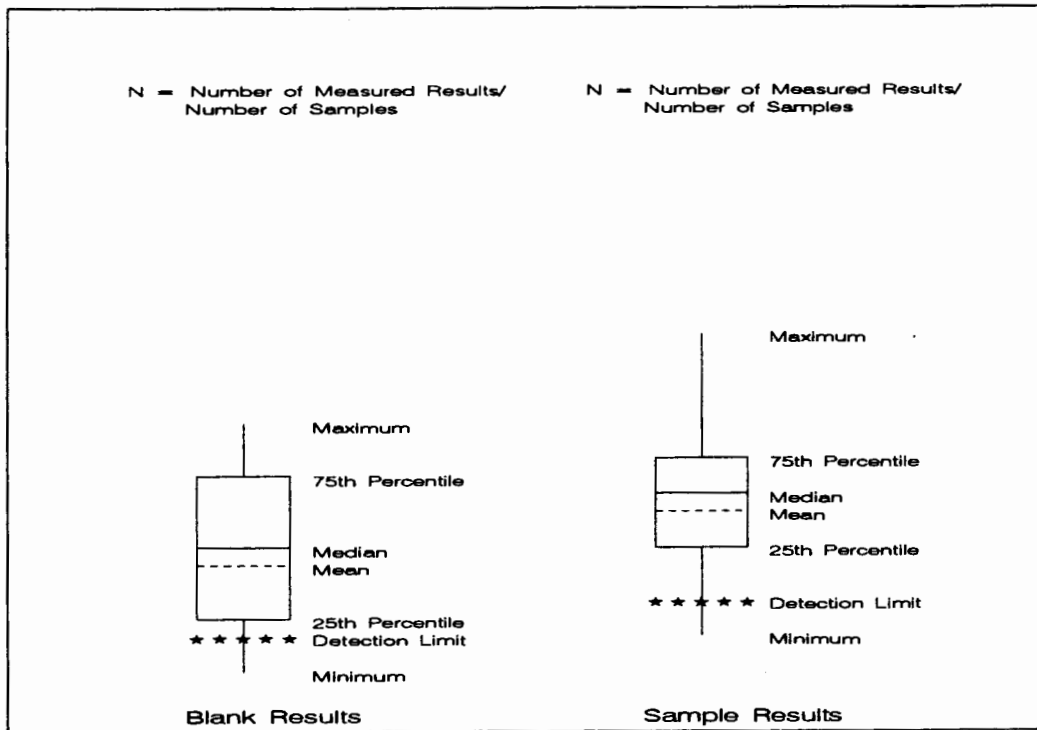 N = Number of Measured Results/
Number of Samples
N = Number of Measured Results/
Number of Samples
Maximum
75th Percentile
Median
Mean
25th Percentile
Detection Limit
Minimum
Blank Results
Maximum
75th Percentile
Median
Mean
25th Percentile
★ ★ ★ ★ ★ Detection Limit
Minimum
Sample Results